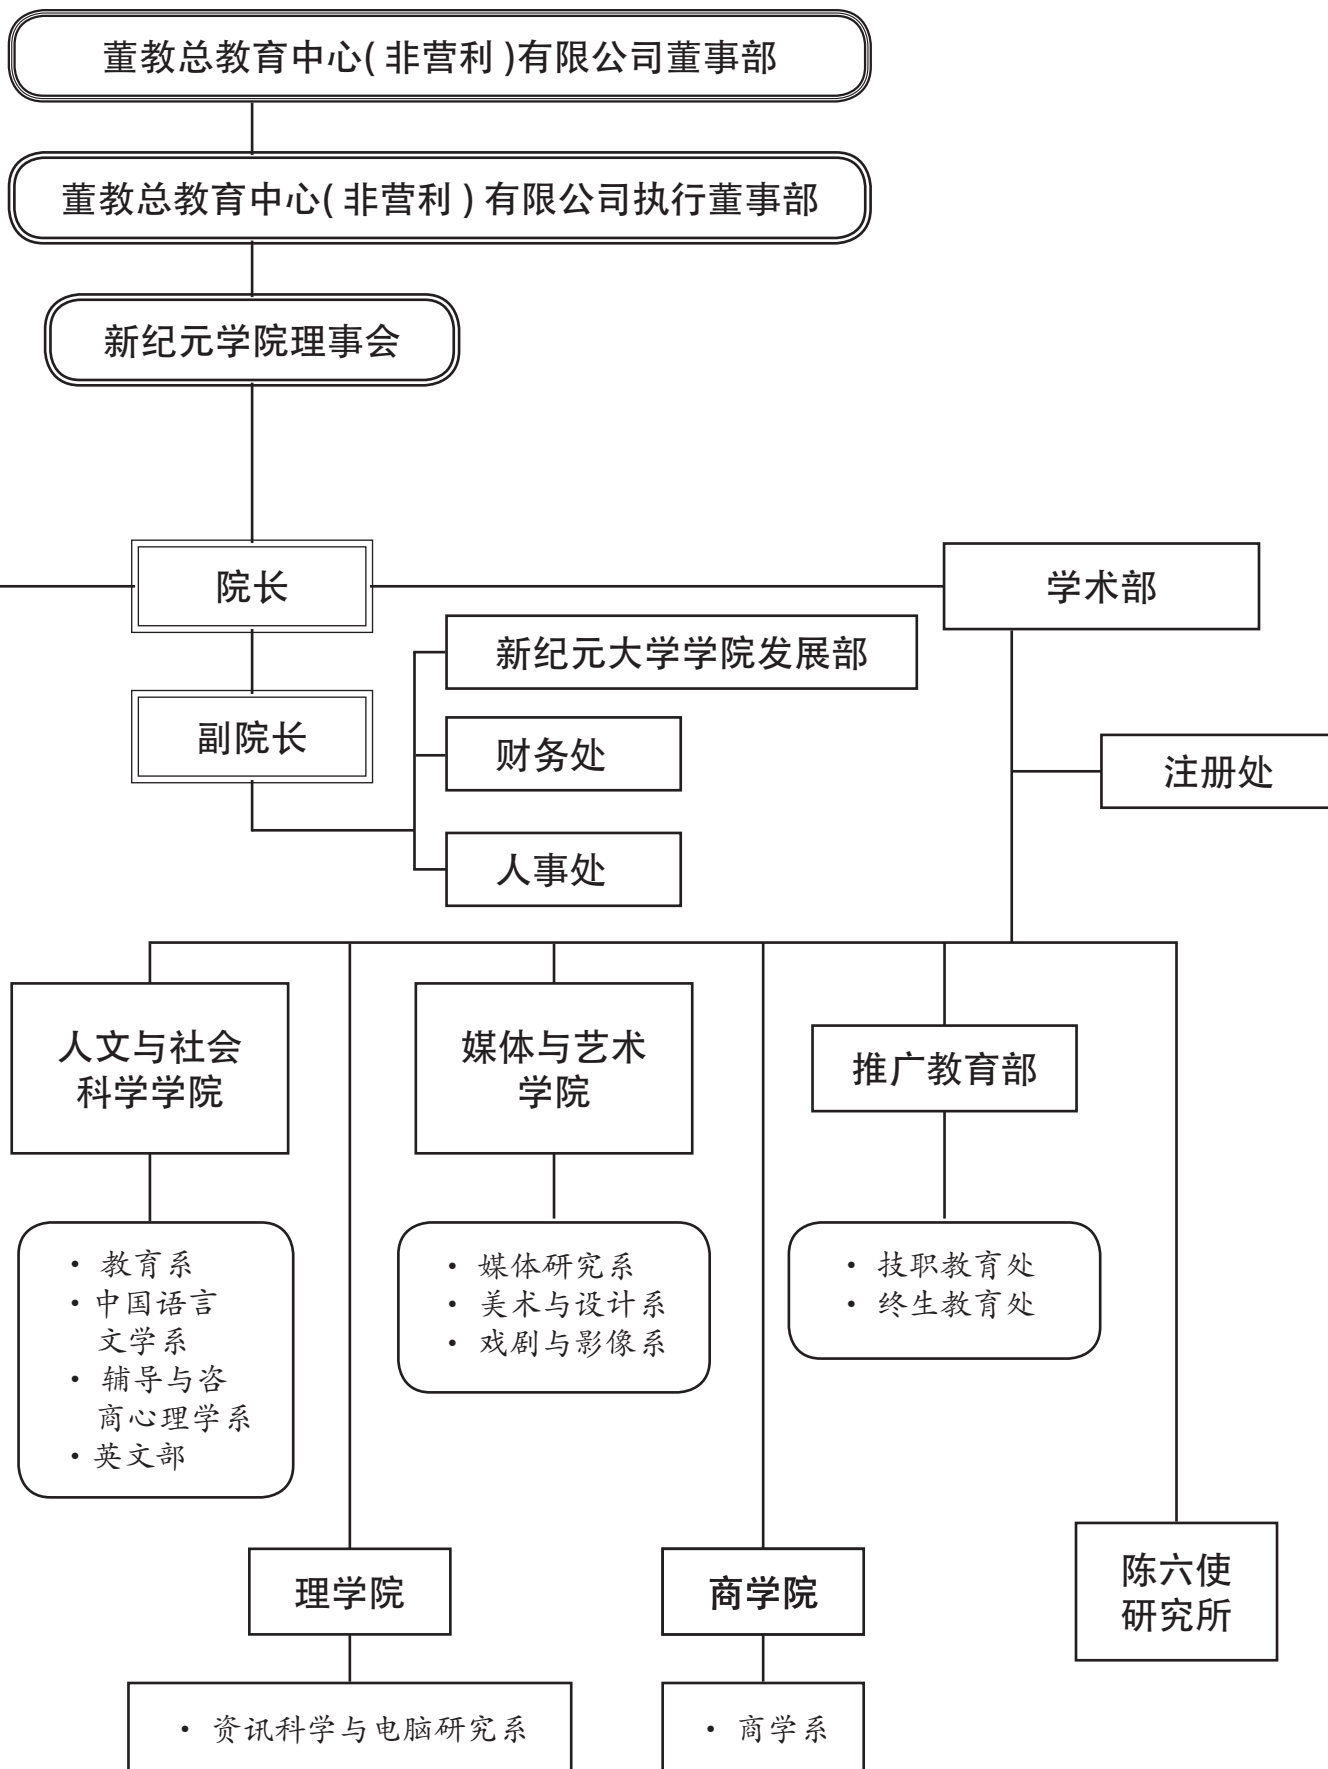 董教总教育中心(非营利)有限公司董事部
董教总教育中心(非营利)有限公司执行董事部
新纪元学院理事会
院长
学术部
新纪元大学学院发展部
副院长
财务处
注册处
人事处
人文与社会
科学学院
媒体与艺术
学院
推广教育部
· 教育系
· 中国语言
文学系
· 辅导与咨
商心理学系
· 英文部
· 媒体研究系
· 美术与设计系
· 戏剧与影像系
· 技职教育处
· 终生教育处
理学院
商学院
陈六使
研究所
· 资讯科学与电脑研究系
· 商学系